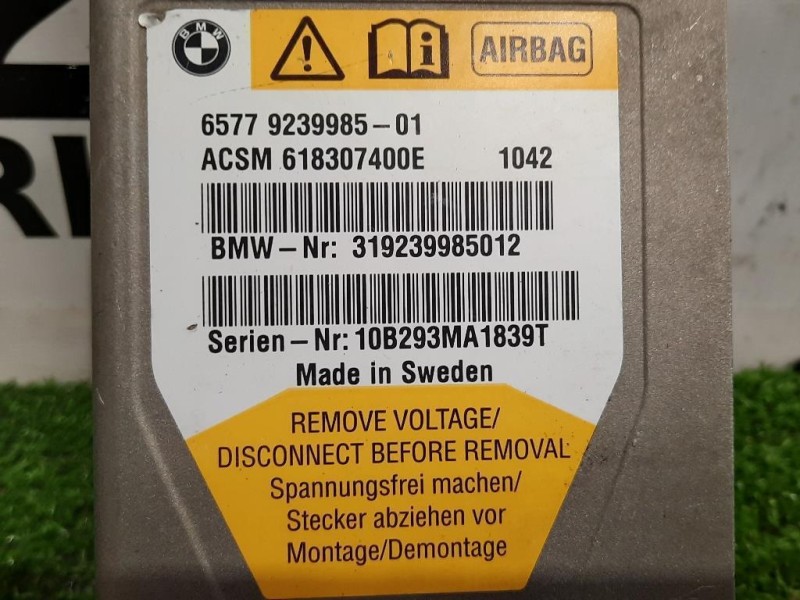 BMW
AIRBAG
6577 9239985-01
ACSM 618307400E 1042
BMW-Nr: 319239985012
Serien-Nr: 10B293MA1839T
Made in Sweden
REMOVE VOLTAGE/
DISCONNECT BEFORE REMOVAL
Spannungsfrei machen/
Stecker abziehen vor
Montage/Demontage